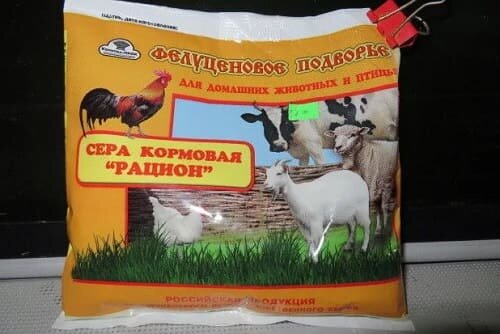 ФЕЛУЦЕНОВОЕ ПОДВОРЬЕ
ДЛЯ ДОМАШНИХ ЖИВОТНЫХ И ПТИЦЫ
СЕРА КОРМОВАЯ
"РАЦИОН"
РОССИЙСКАЯ ПРОДУКЦИЯ